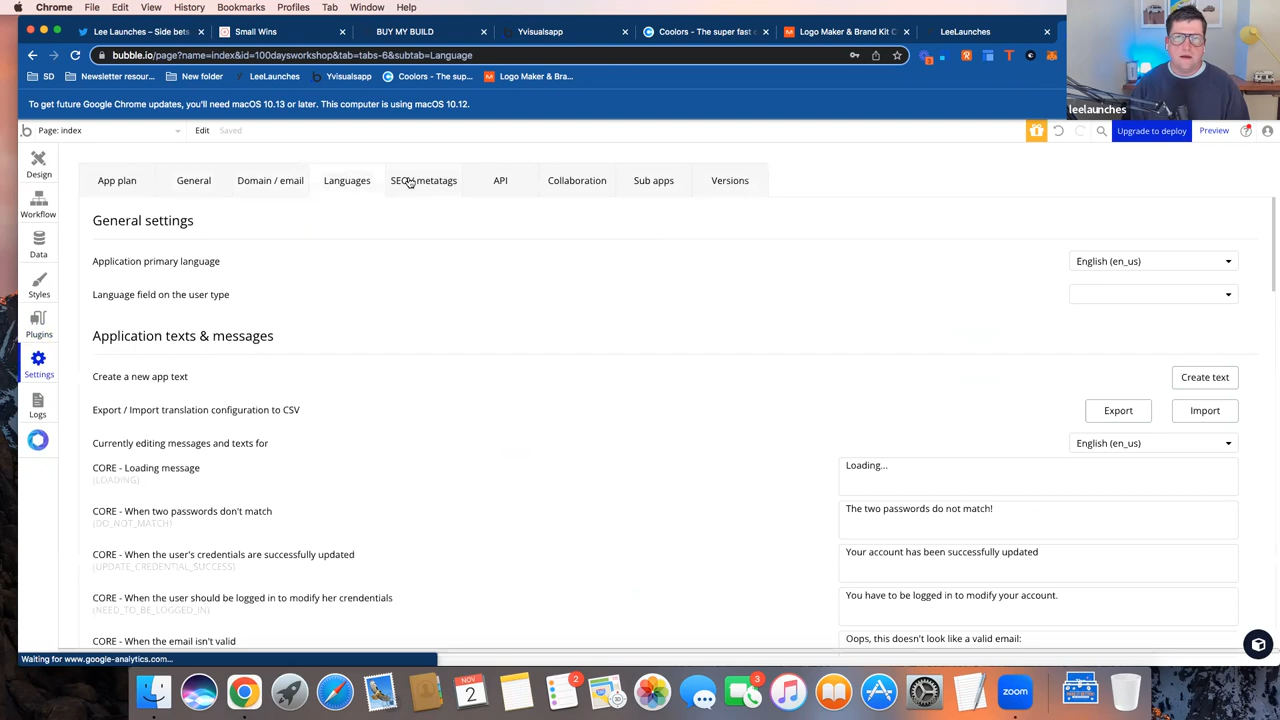 Chrome File Edit View History Bookmarks Profiles Tab Window Help
Lee Launches – Side bets Small Wins BUY MY BUILD Yvisualsapp Coolors - The super fast Logo Maker & Brand Kit C LeeLaunches
bubble.io/page?name=index&id=100daysworkshop&tab=tabs-6&subtab=Language
SD Newsletter resour... New folder LeeLaunches Yvisualsapp Coolors - The sup... Logo Maker & Bra...
To get future Google Chrome updates, you'll need macOS 10.13 or later. This computer is using macOS 10.12.
leelaunches
Page: index Edit Saved Upgrade to deploy Preview
App plan General Domain / email Languages SEO / metatags API Collaboration Sub apps Versions
Design
Workflow
Data
Styles
Plugins
Settings
Logs
General settings
Application primary language English (en_us)
Language field on the user type
Application texts & messages
Create a new app text Create text
Export / Import translation configuration to CSV Export Import
Currently editing messages and texts for English (en_us)
CORE - Loading message Loading...
(LOADING)
CORE - When two passwords don't match The two passwords do not match!
(DO_NOT_MATCH)
CORE - When the user's credentials are successfully updated Your account has been successfully updated
(UPDATE_CREDENTIAL_SUCCESS)
CORE - When the user should be logged in to modify her crendentials You have to be logged in to modify your account.
(NEED_TO_BE_LOGGED_IN)
CORE - When the email isn't valid Oops, this doesn't look like a valid email:
Waiting for www.google-analytics.com...
NOV
2
2
3
zoom